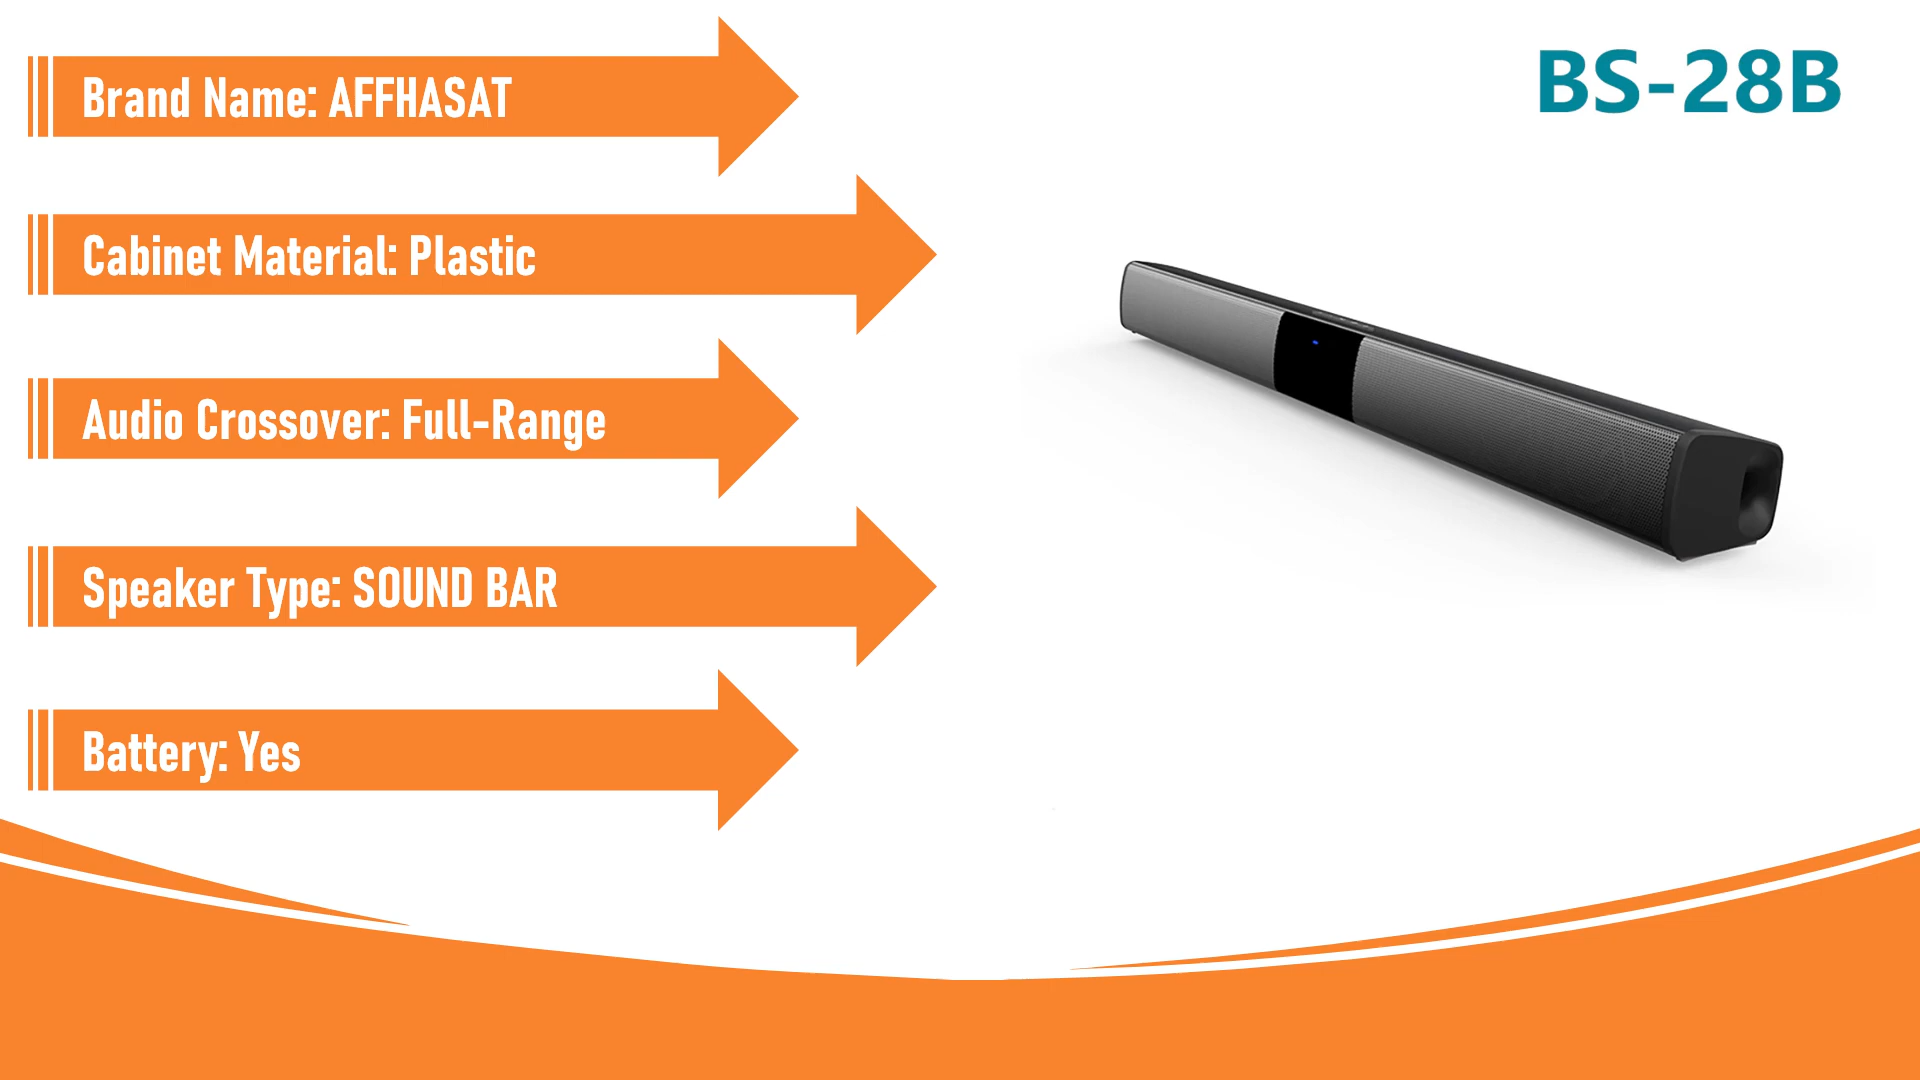 Brand Name: AFFHASAT
BS-28B
Cabinet Material: Plastic
Audio Crossover: Full-Range
Speaker Type: SOUND BAR
Battery: Yes